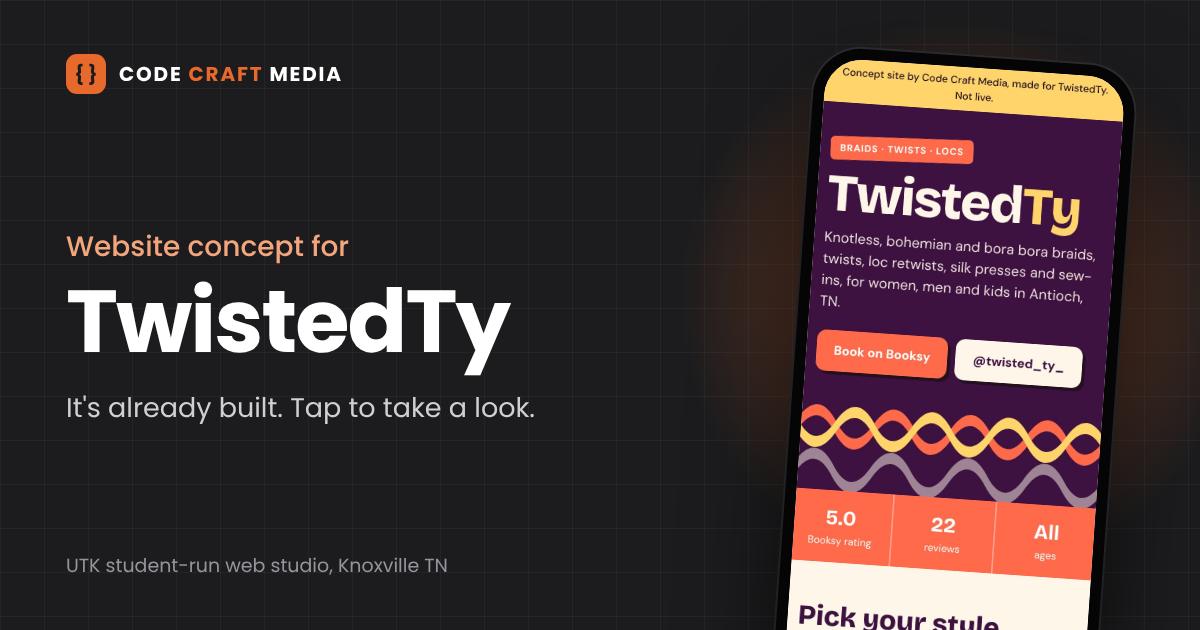 { }
CODE CRAFT MEDIA
Website concept for
TwistedTy
It's already built. Tap to take a look.
UTK student-run web studio, Knoxville TN
Concept site by Code Craft Media, made for TwistedTy.
Not live.
BRAIDS · TWISTS · LOCS
TwistedTy
Knotless, bohemian and bora bora braids,
twists, loc retwists, silk presses and sew-
ins, for women, men and kids in Antioch,
TN.
Book on Booksy
@twisted_ty_
5.0
Booksy rating
22
reviews
All
ages
Pick your style